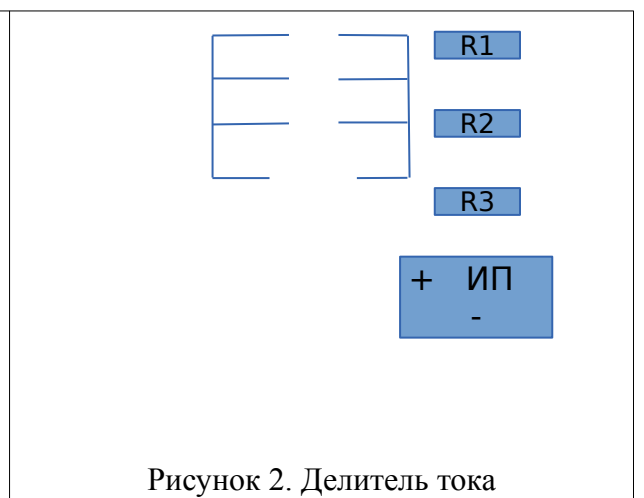 R1
R2
R3
+ ИП
-
Рисунок 2. Делитель тока